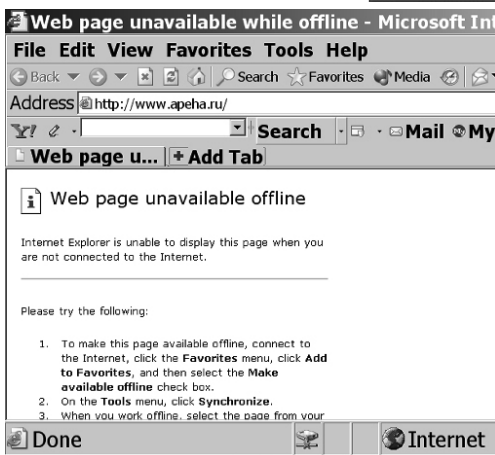 Web page unavailable while offline - Microsoft Int
File Edit View Favorites Tools Help
Back Search Favorites Media
Address http://www.apeha.ru/
Y! Search Mail My
Web page u... + Add Tab
Web page unavailable offline
Internet Explorer is unable to display this page when you
are not connected to the Internet.
Please try the following:
1. To make this page available offline, connect to
the Internet, click the Favorites menu, click Add
to Favorites, and then select the Make
available offline check box.
2. On the Tools menu, click Synchronize.
3. When you work offline, select the page from your
Done Internet